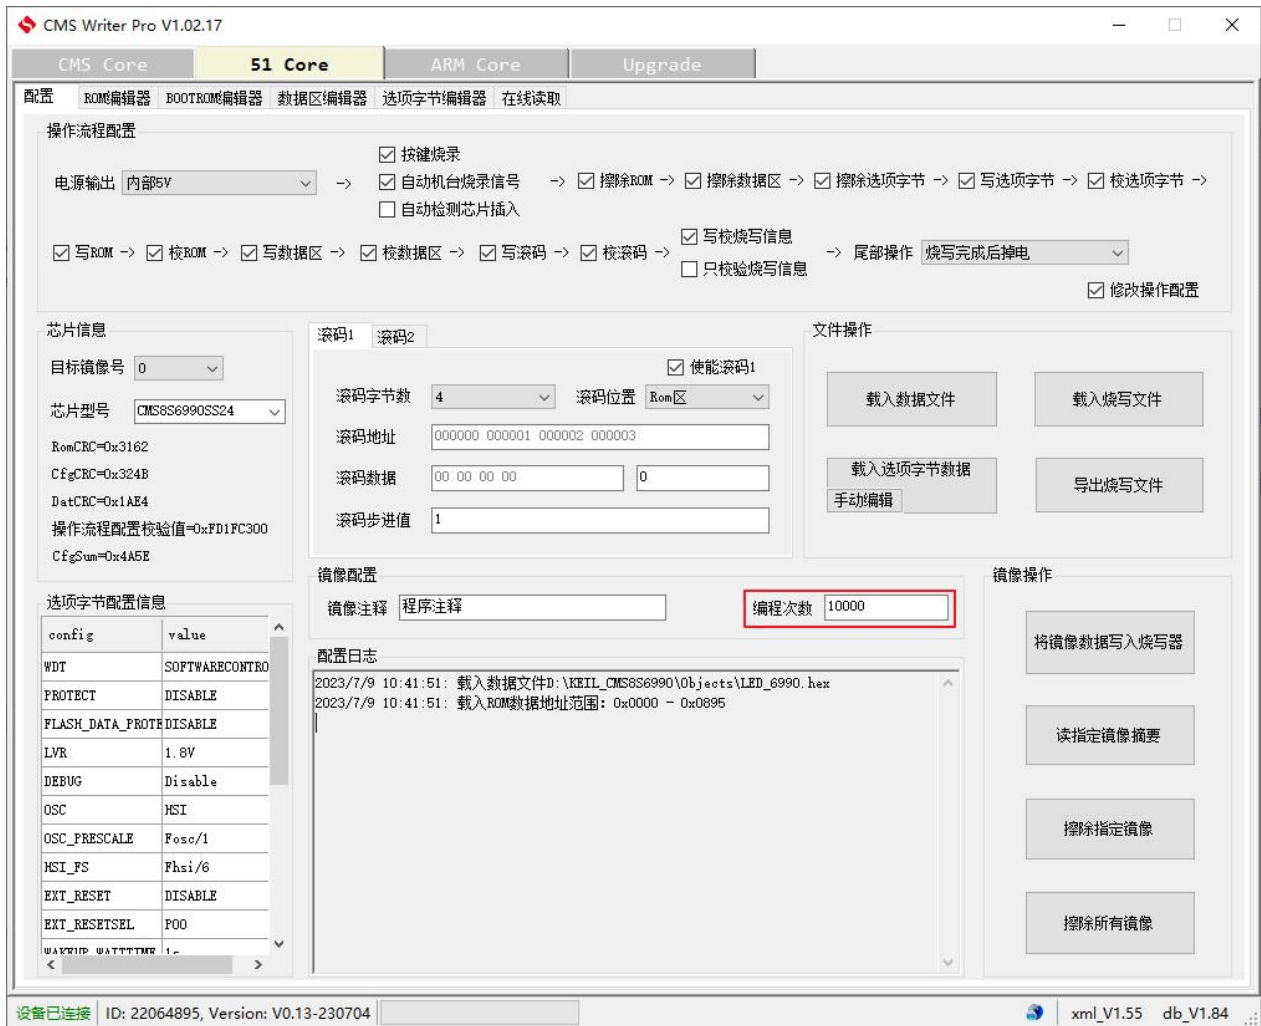 CMS Writer Pro V1.02.17
CMS Core 51 Core ARM Core Upgrade
配置 ROM编辑器 BOOTROM编辑器 数据区编辑器 选项字节编辑器 在线读取
操作流程配置
按键烧录
电源输出 内部5V -> 自动机台烧录信号 -> 擦除ROM -> 擦除数据区 -> 擦除选项字节 -> 写选项字节 -> 校选项字节 ->
自动检测芯片插入
写校烧写信息
写ROM -> 校ROM -> 写数据区 -> 校数据区 -> 写滚码 -> 校滚码 -> -> 尾部操作 烧写完成后掉电
只校验烧写信息
修改操作配置
芯片信息
目标镜像号 0
芯片型号 CMS8S6990SS24
RomCRC=0x3162
CfgCRC=0x324B
DatCRC=0x1AE4
操作流程配置校验值=0xFD1FC300
CfgSum=0x4A5E
滚码1 滚码2
使能滚码1
滚码字节数 4 滚码位置 Rom区
滚码地址 000000 000001 000002 000003
滚码数据 00 00 00 00 0
滚码步进值 1
文件操作
载入数据文件 载入烧写文件
载入选项字节数据
手动编辑
导出烧写文件
镜像配置
镜像注释 程序注释 编程次数 10000
选项字节配置信息
config value
WDT SOFTWARECONTRO
PROTECT DISABLE
FLASH_DATA_PROTE DISABLE
LVR 1.8V
DEBUG Disable
OSC HSI
OSC_PRESCALE Fosc/1
HSI_FS Fhsi/6
EXT_RESET DISABLE
EXT_RESETSEL P00
WAKEUP_WAITTIME 1s
配置日志
2023/7/9 10:41:51: 载入数据文件D:\KEIL_CMS8S6990\Objects\LED_6990.hex
2023/7/9 10:41:51: 载入ROM数据地址范围: 0x0000 - 0x0895
镜像操作
将镜像数据写入烧写器
读指定镜像摘要
擦除指定镜像
擦除所有镜像
设备已连接 ID: 22064895, Version: V0.13-230704 xml_V1.55 db_V1.84